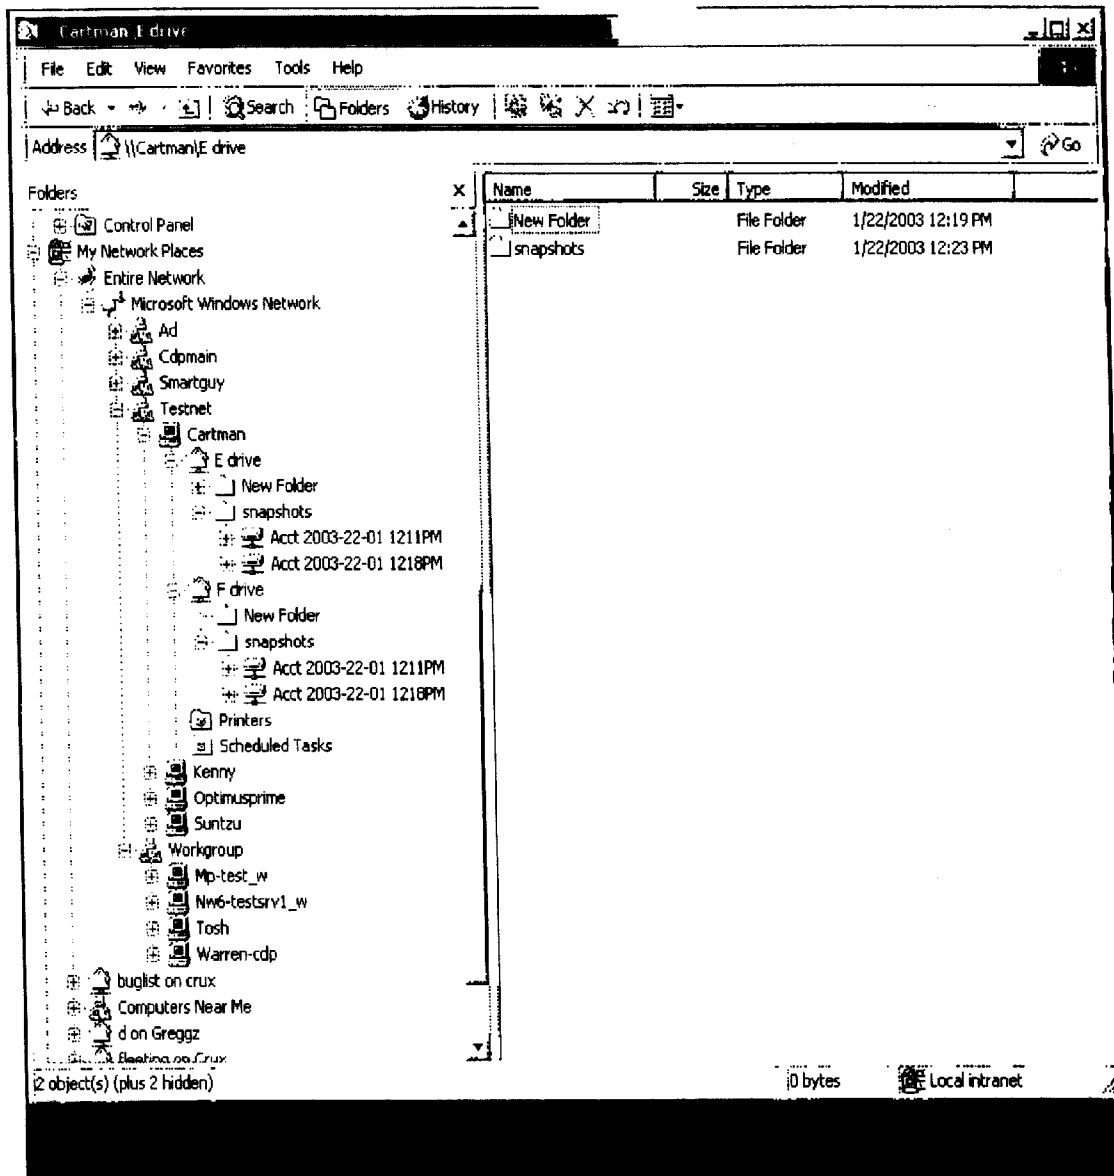 Cartman\E drive
File Edit View Favorites Tools Help
Back Search Folders History
Address \\Cartman\E drive Go
Folders x
Name Size Type Modified
New Folder File Folder 1/22/2003 12:19 PM
snapshots File Folder 1/22/2003 12:23 PM
Control Panel
My Network Places
Entire Network
Microsoft Windows Network
Ad
Cdpmain
Smartguy
Testnet
Cartman
E drive
New Folder
snapshots
Acct 2003-22-01 1211PM
Acct 2003-22-01 1218PM
F drive
New Folder
snapshots
Acct 2003-22-01 1211PM
Acct 2003-22-01 1218PM
Printers
Scheduled Tasks
Kenny
Optimusprime
Suntzu
Workgroup
Mp-test_w
Nw6-testsrv1_w
Tosh
Warren-cdp
buglist on crux
Computers Near Me
d on Greggz
fleeting on Crux
2 object(s) (plus 2 hidden) 0 bytes Local intranet